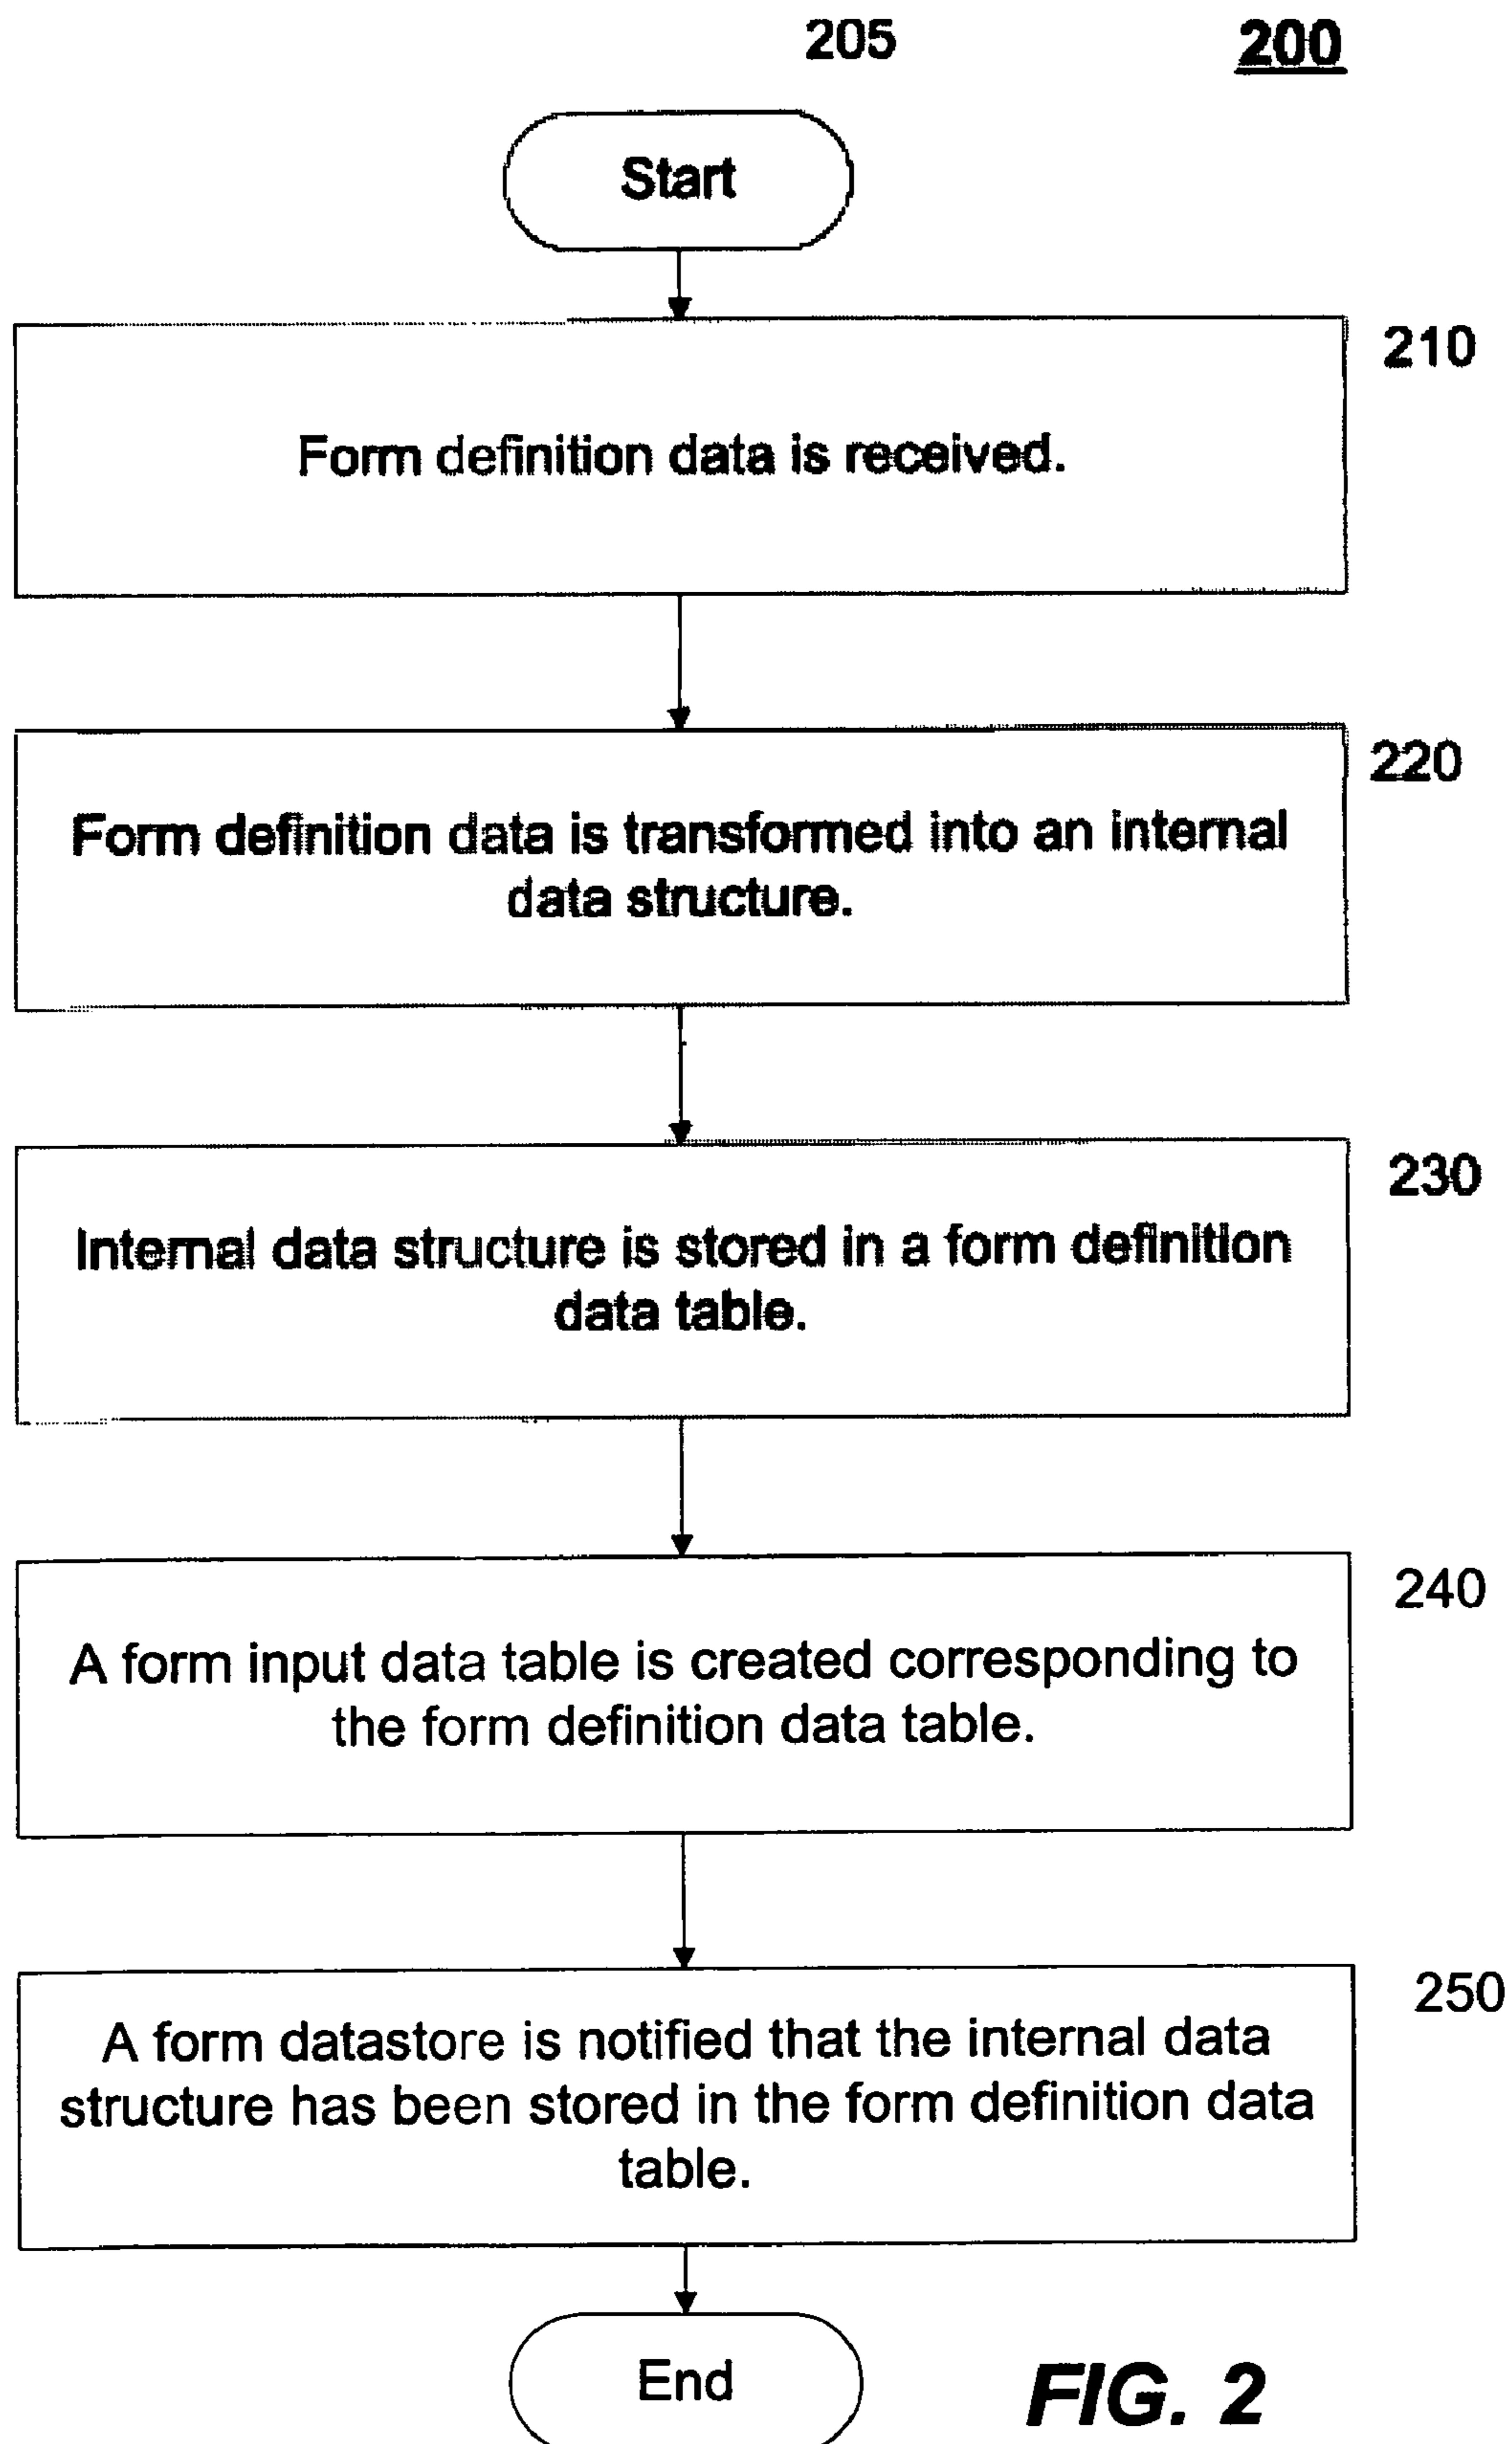 205
200
Start
210
Form definition data is received.
220
Form definition data is transformed into an internal
data structure.
230
Internal data structure is stored in a form definition
data table.
240
A form input data table is created corresponding to
the form definition data table.
250
A form datastore is notified that the internal data
structure has been stored in the form definition data
table.
End
FIG. 2